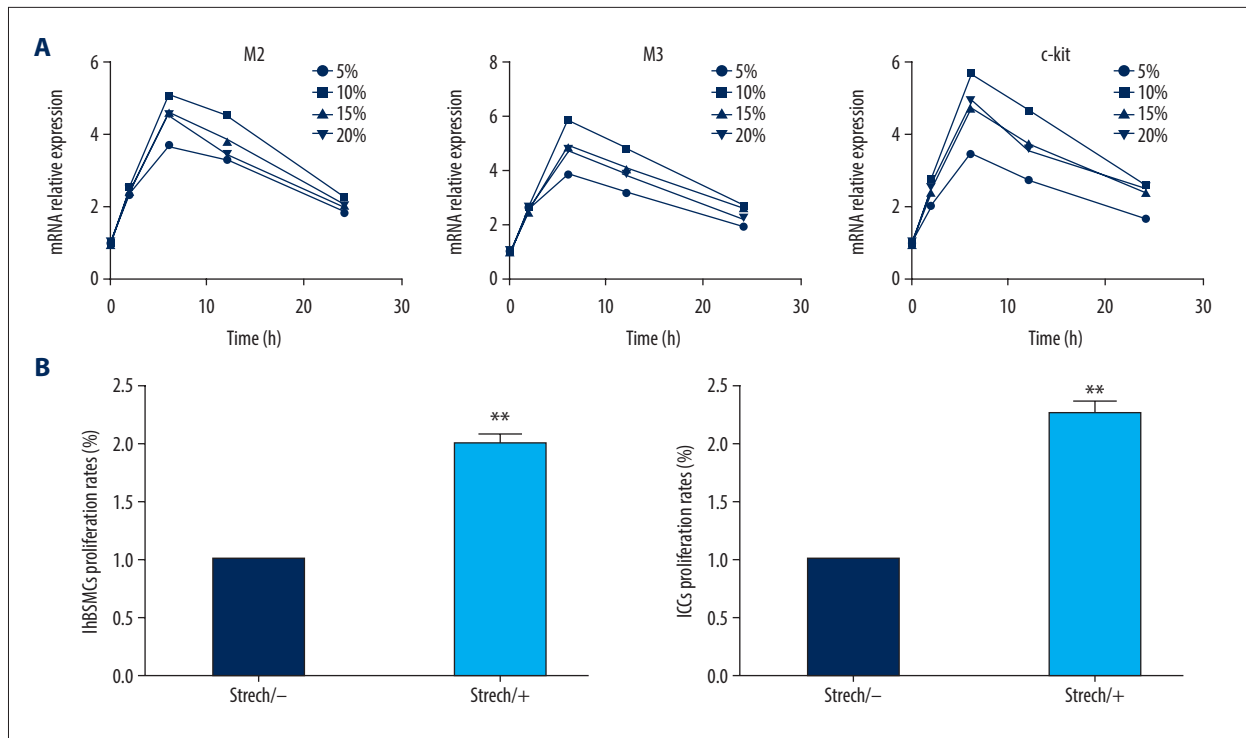 A
M2
6
4
2
0
mRNA relative expression
5%
10%
15%
20%
0 10 20 30
Time (h)
M3
8
6
4
2
0
mRNA relative expression
5%
10%
15%
20%
0 10 20 30
Time (h)
c-kit
6
4
2
0
mRNA relative expression
5%
10%
15%
20%
0 10 20 30
Time (h)
B
2.5
2.0
1.5
1.0
0.5
0.0
IhBSMCs proliferation rates (%)
**
Strech/– Strech/+
2.5
2.0
1.5
1.0
0.5
0.0
ICCs proliferation rates (%)
**
Strech/– Strech/+